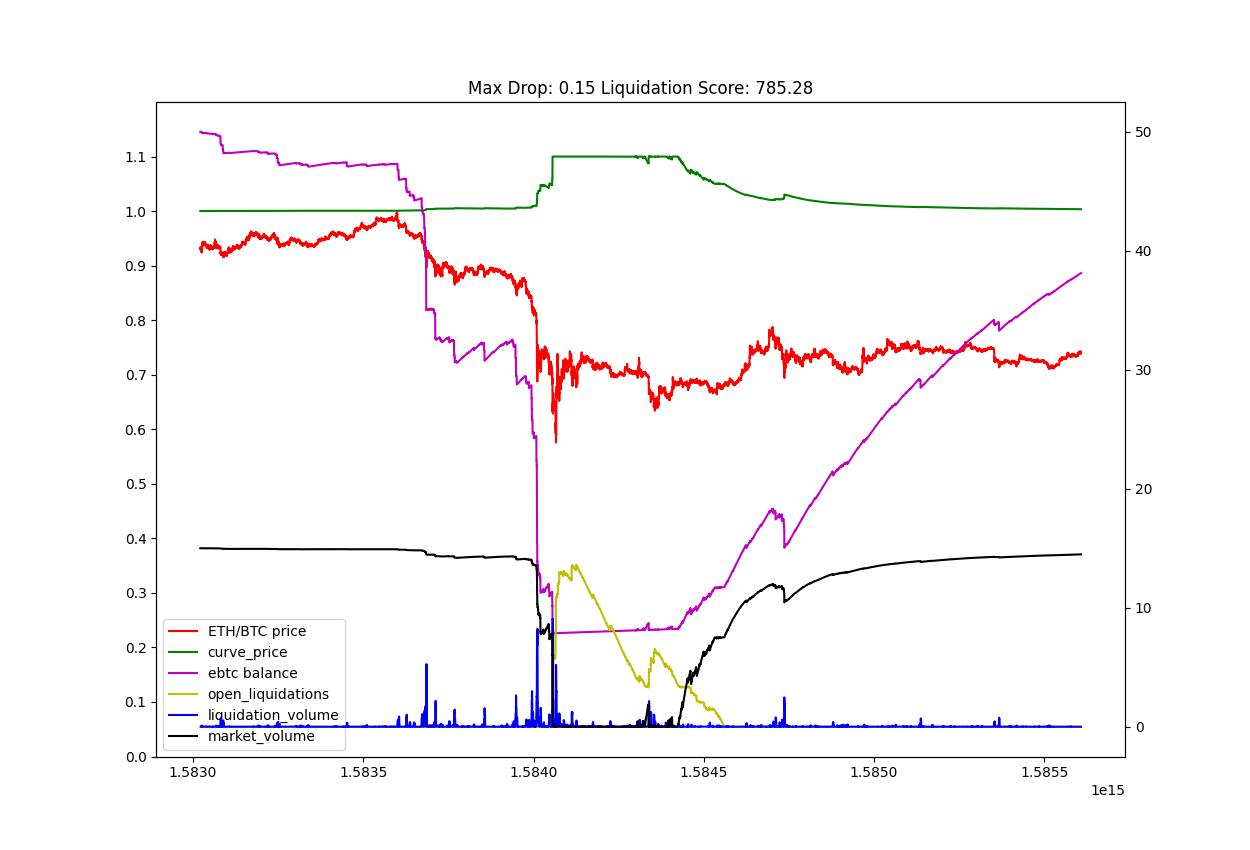 Max Drop: 0.15 Liquidation Score: 785.28
1.1
1.0
0.9
0.8
0.7
0.6
0.5
0.4
0.3
0.2
0.1
0.0
50
40
30
20
10
0
ETH/BTC price
curve_price
ebtc balance
open_liquidations
liquidation_volume
market_volume
1.5830 1.5835 1.5840 1.5845 1.5850 1.5855
1e15